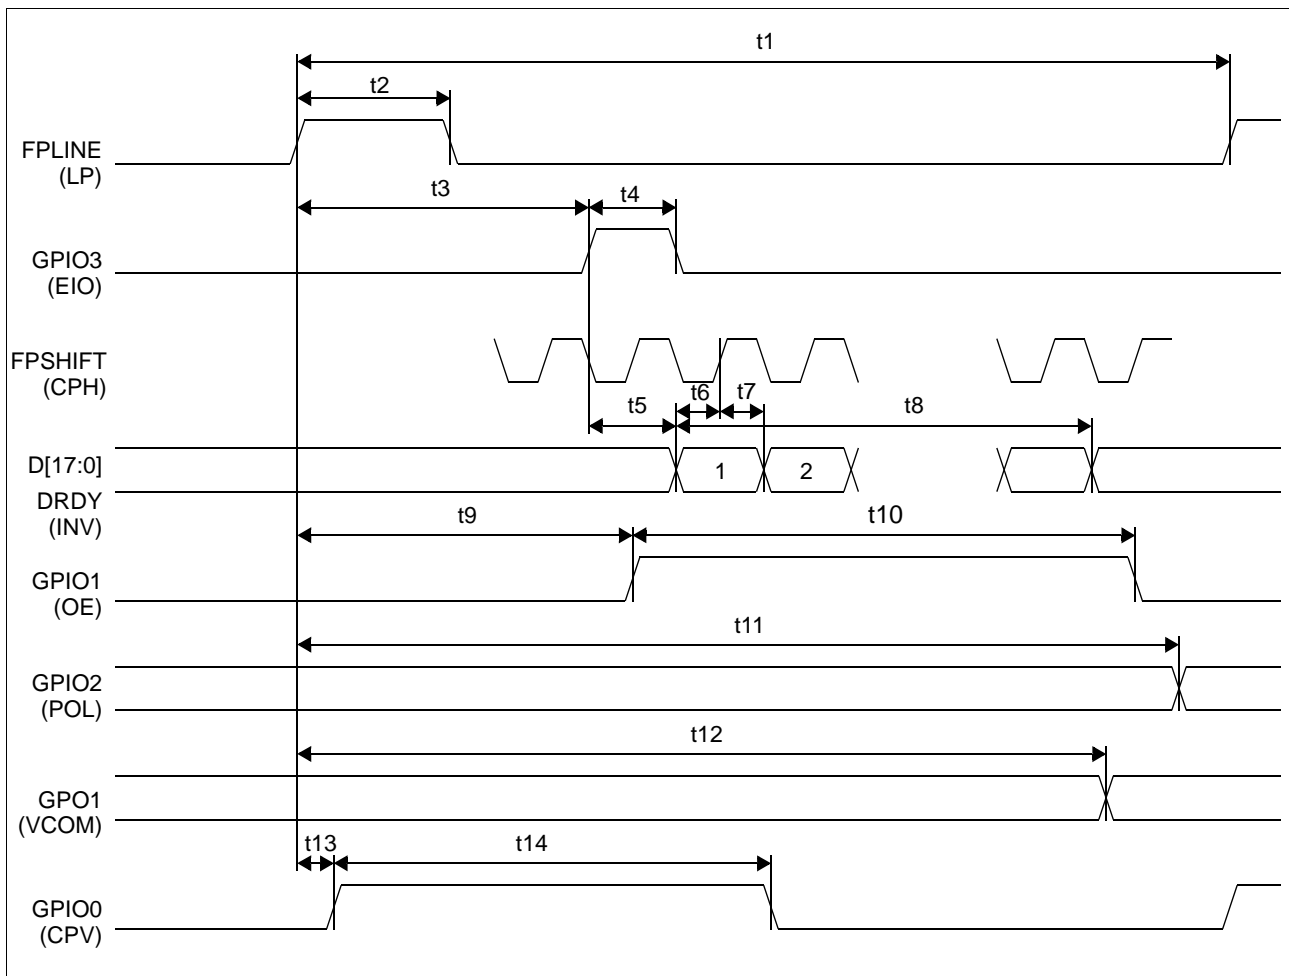 t1
t2
FPLINE
(LP)
t3
t4
GPIO3
(EIO)
FPSHIFT
(CPH)
t6
t7
t5
t8
D[17:0]
1
2
DRDY
(INV)
t9
t10
GPIO1
(OE)
t11
GPIO2
(POL)
t12
GPO1
(VCOM)
t13
t14
GPIO0
(CPV)